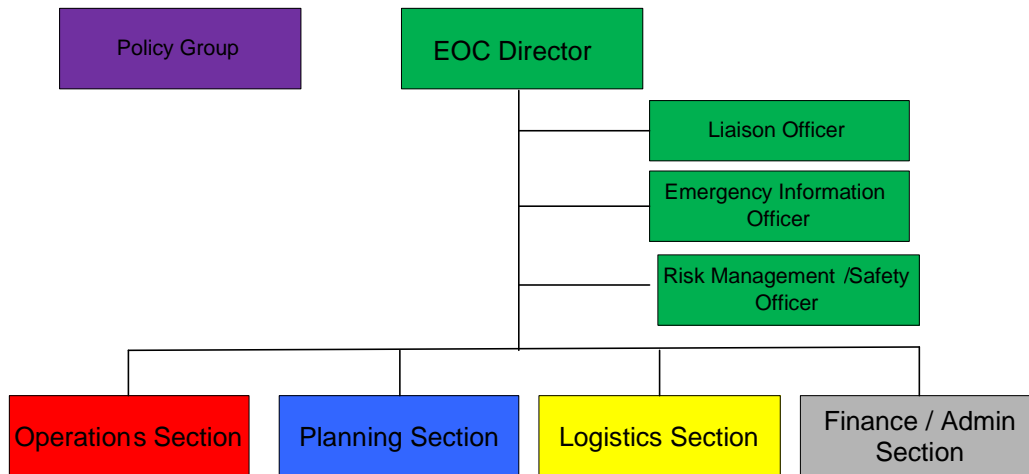 Policy Group
EOC Director
Liaison Officer
Emergency Information
Officer
Risk Management /Safety
Officer
Operations Section
Planning Section
Logistics Section
Finance / Admin
Section